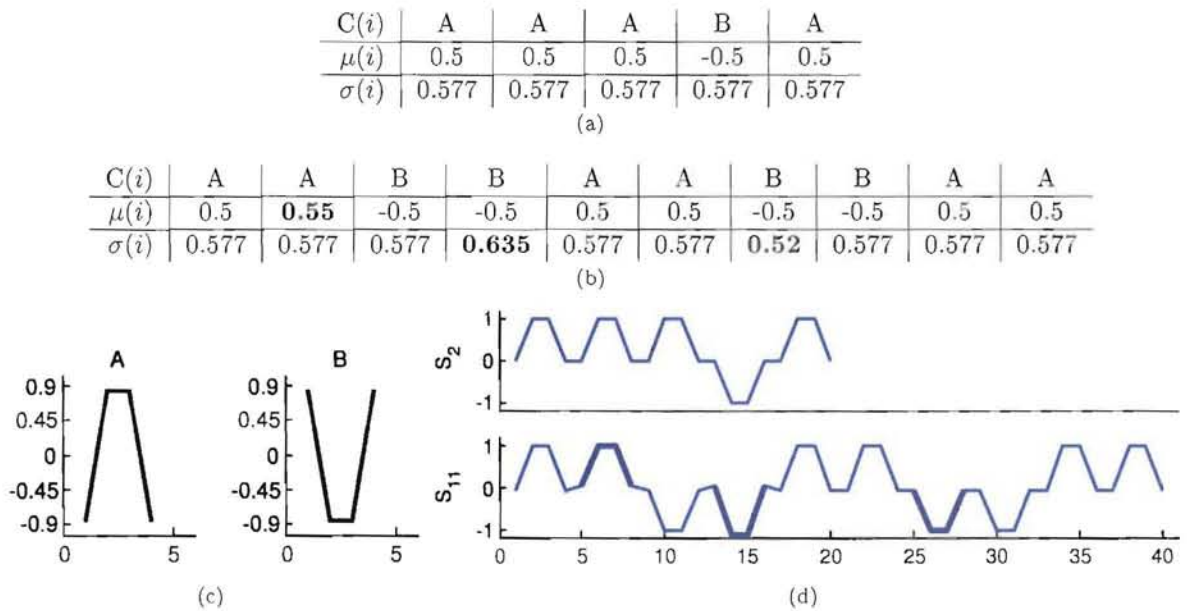 C(i) A A A B A
μ(i) 0.5 0.5 0.5 -0.5 0.5
σ(i) 0.577 0.577 0.577 0.577 0.577
(a)
C(i) A A B B A A B B A A
μ(i) 0.5 0.55 -0.5 -0.5 0.5 0.5 -0.5 -0.5 0.5 0.5
σ(i) 0.577 0.577 0.577 0.635 0.577 0.577 0.52 0.577 0.577 0.577
(b)
A
0.9
0.45
0
-0.45
-0.9
0 5
B
0.9
0.45
0
-0.45
-0.9
0 5
(c)
S2
1
0
-1
S11
1
0
-1
0 5 10 15 20 25 30 35 40
(d)